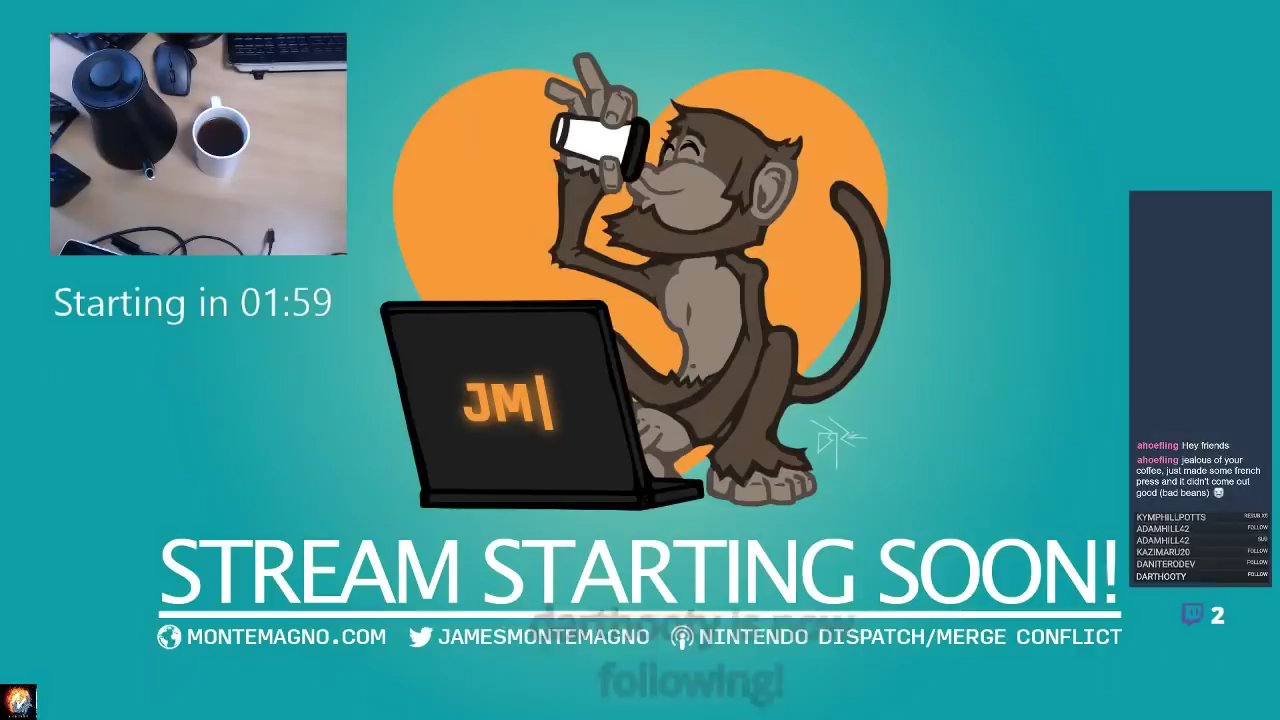 Starting in 01:59
JM|
ahoefling Hey friends
ahoefling jealous of your
coffee, just made some french
press and it didn't come out
good (bad beans)
KYMPHILLPOTTS RESUB X5
ADAMHILL42 FOLLOW
ADAMHILL42 SUB
KAZIMARU20 FOLLOW
DANITERODEV FOLLOW
DARTHOOTY FOLLOW
2
STREAM STARTING SOON!
MONTEMAGNO.COM JAMESMONTEMAGNO NINTENDO DISPATCH/MERGE CONFLICT
darthooty is now
following!